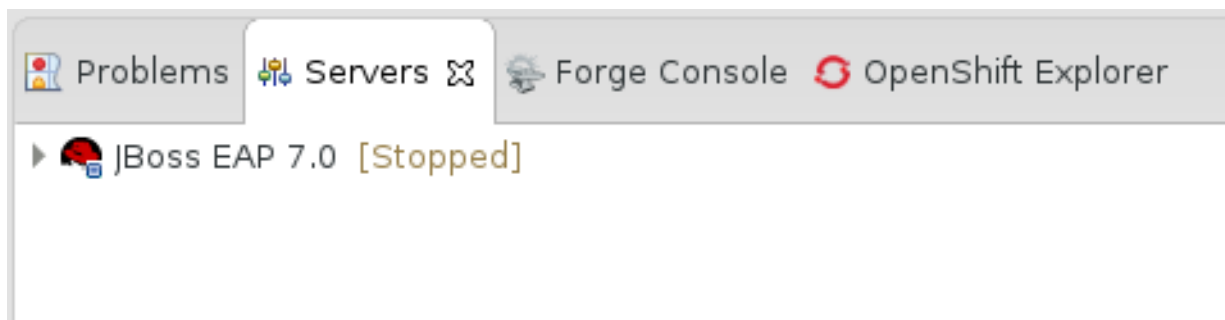 Problems Servers Forge Console OpenShift Explorer
JBoss EAP 7.0 [Stopped]